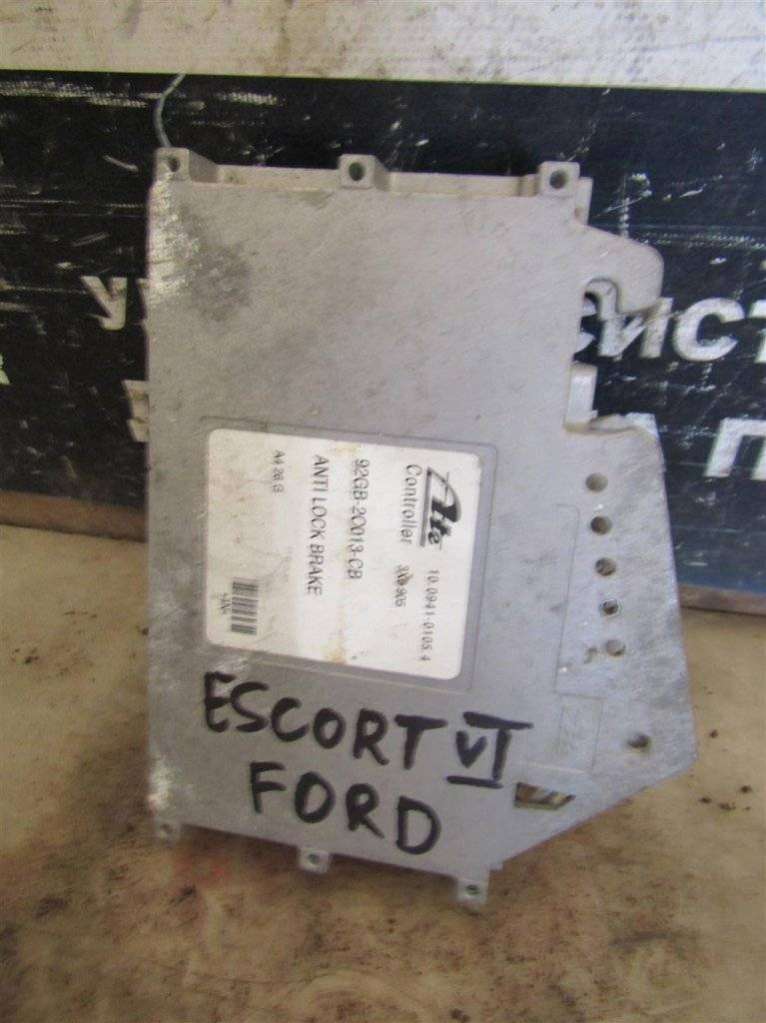 Ate 10.0941-0105.4
Controller
92GB-2C013-CB
ANTI LOCK BRAKE
ESCORT VI
FORD